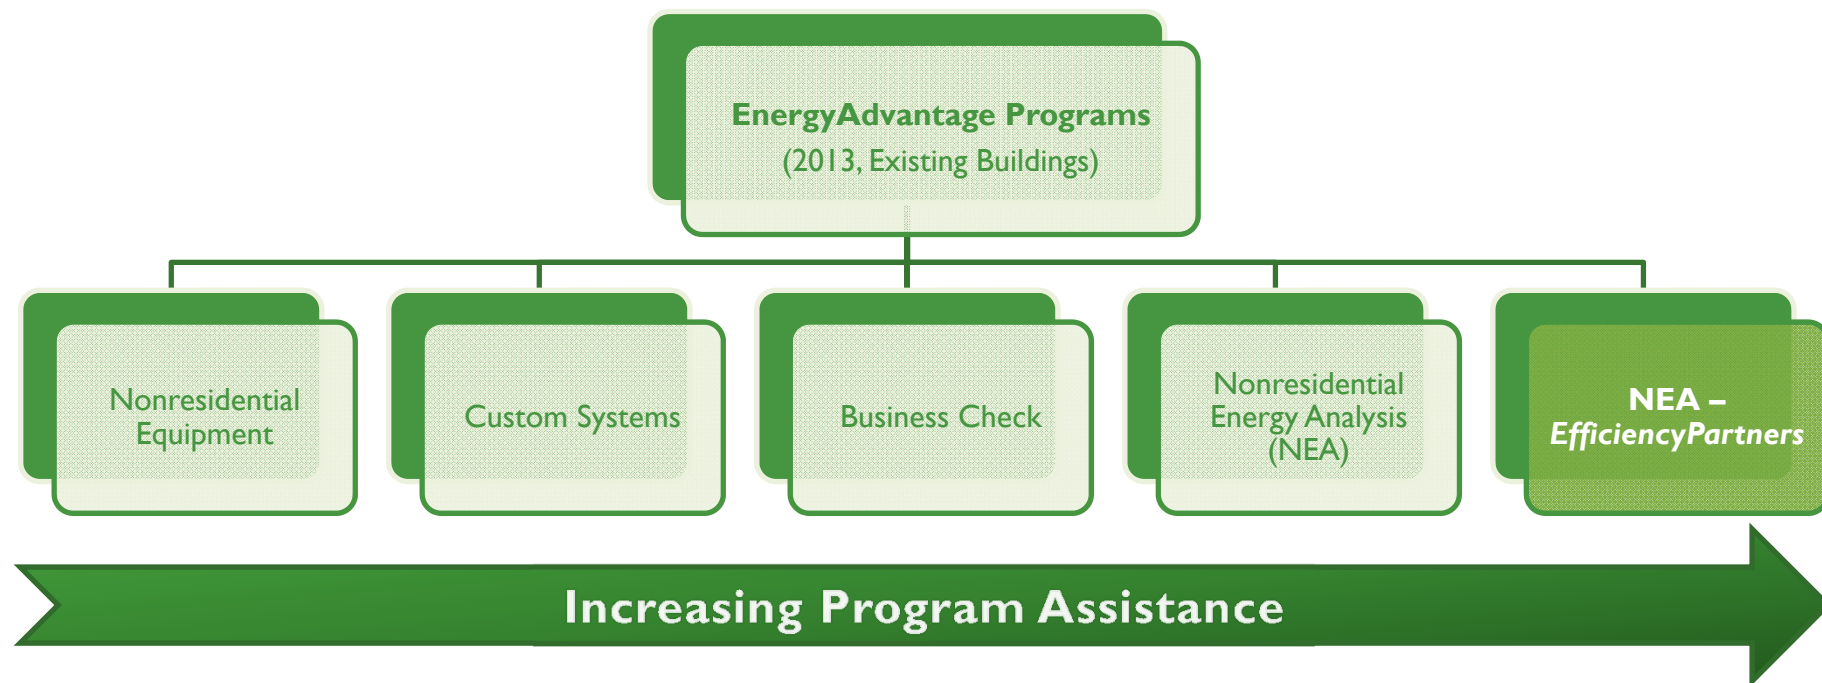 EnergyAdvantage Programs
(2013, Existing Buildings)
Nonresidential
Equipment
Custom Systems
Business Check
Nonresidential
Energy Analysis
(NEA)
NEA –
EfficiencyPartners
Increasing Program Assistance